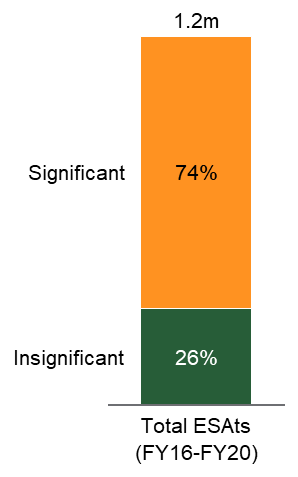 1.2m
Significant
74%
Insignificant
26%
Total ESAts
(FY16-FY20)